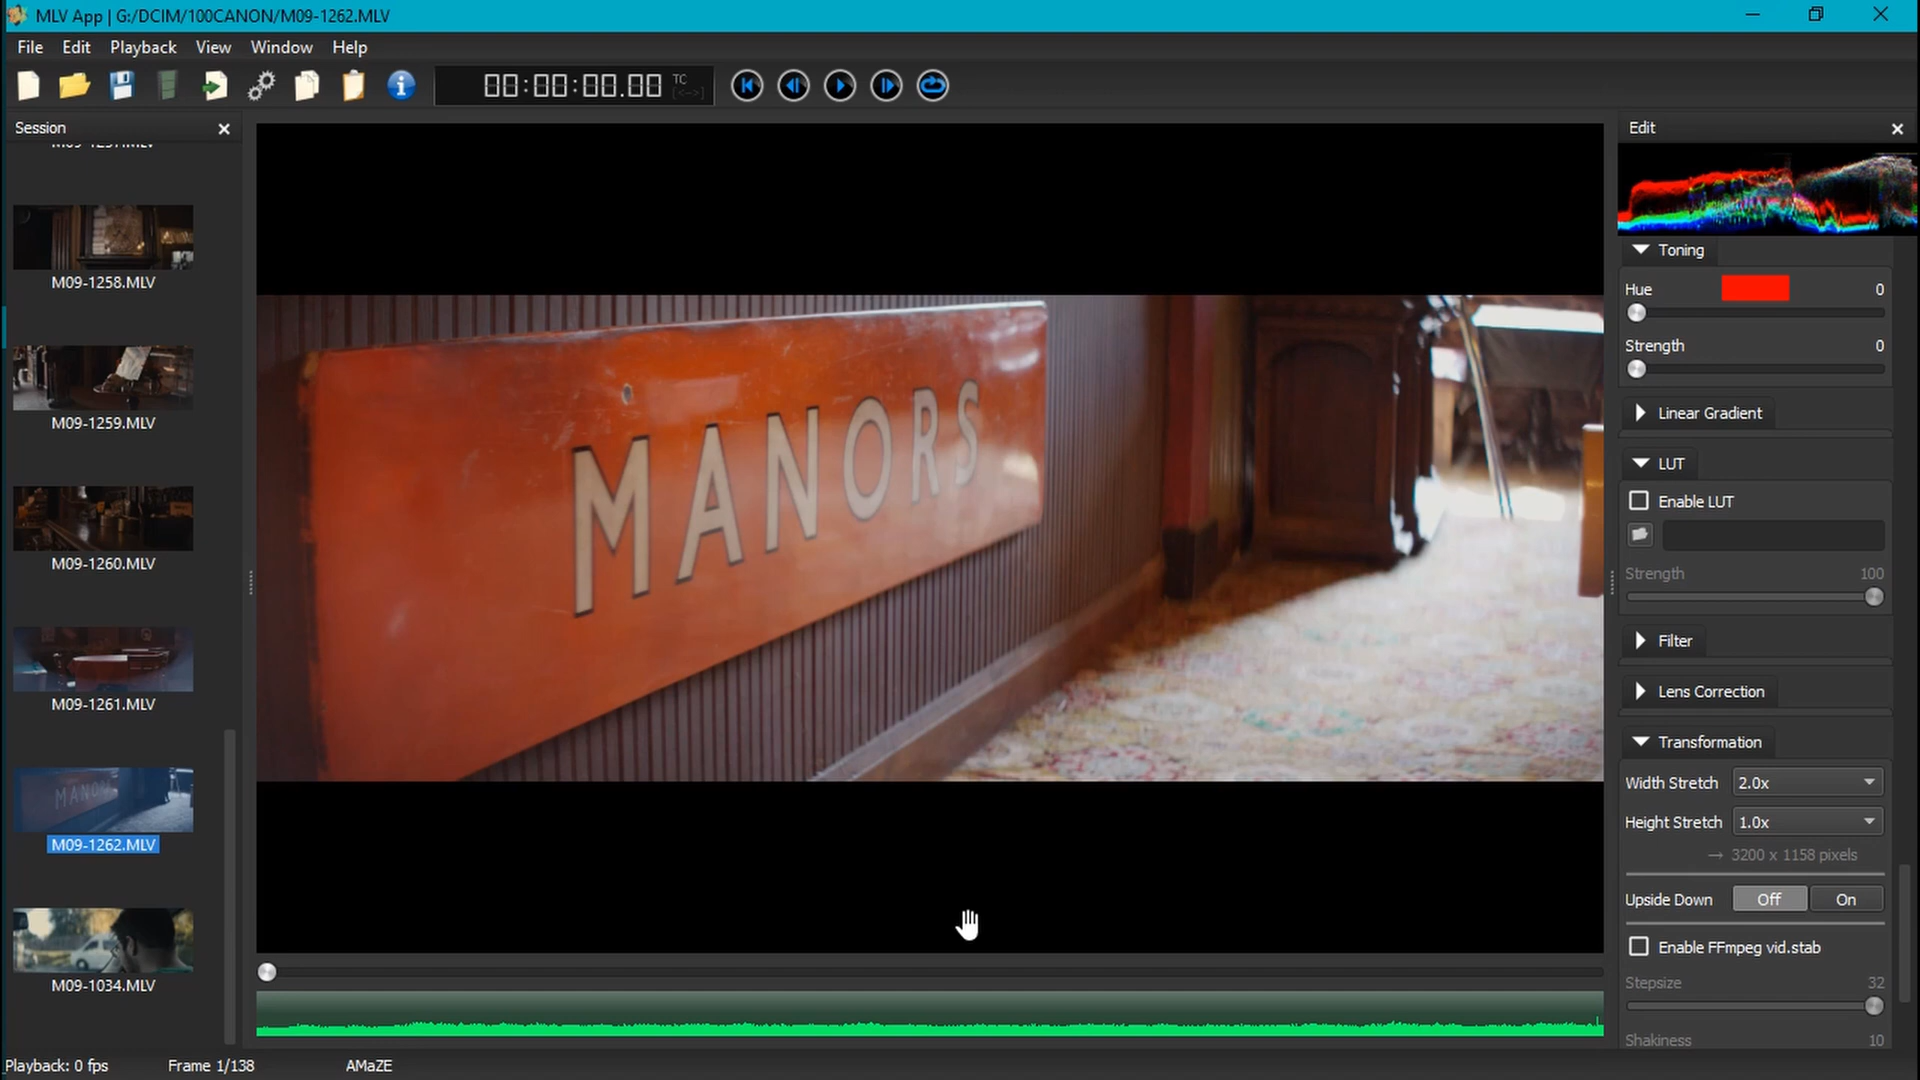 MLV App | G:/DCIM/100CANON/M09-1262.MLV
File Edit Playback View Window Help
00:00:00.00 TC
Session
Edit
M09-1258.MLV
M09-1259.MLV
M09-1260.MLV
M09-1261.MLV
M09-1262.MLV
M09-1034.MLV
MANORS
Toning
Hue 0
Strength 0
Linear Gradient
LUT
Enable LUT
Strength 100
Filter
Lens Correction
Transformation
Width Stretch 2.0x
Height Stretch 1.0x
→ 3200 x 1158 pixels
Upside Down Off On
Enable FFmpeg vid.stab
Stepsize 32
Shakiness 10
Playback: 0 fps Frame 1/138 AMaZE